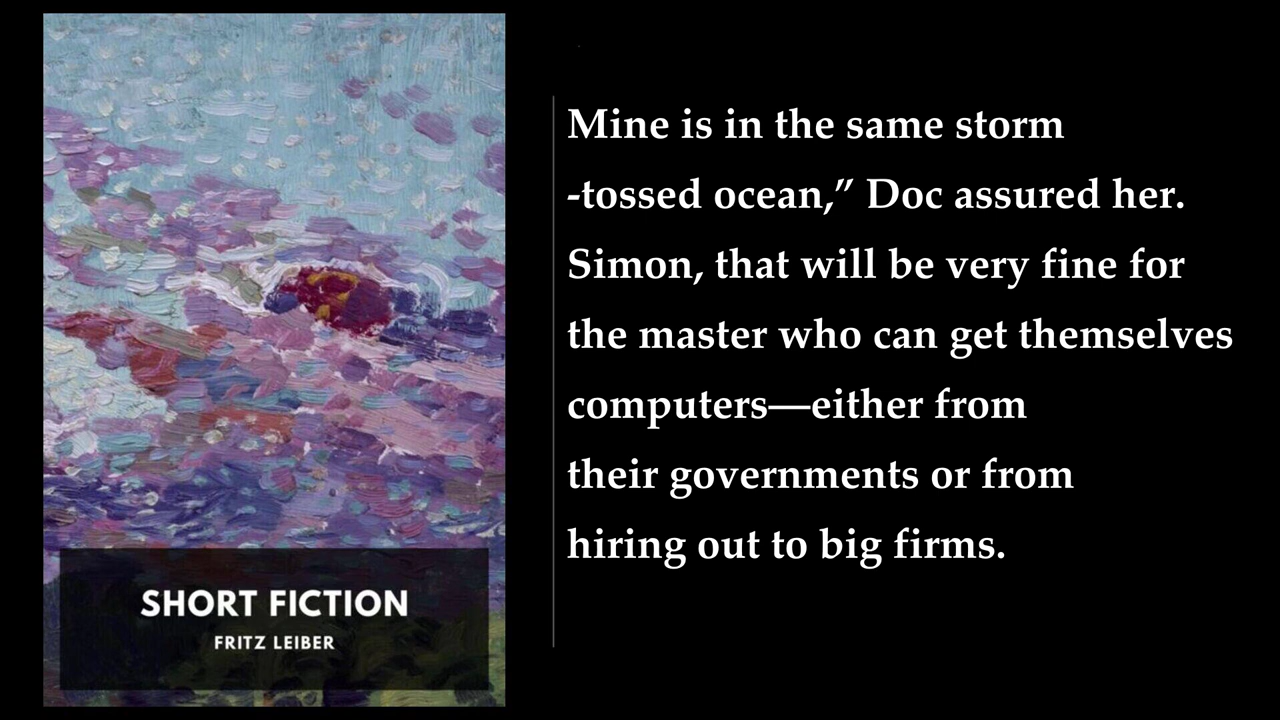 SHORT FICTION
FRITZ LEIBER
Mine is in the same storm
-tossed ocean,” Doc assured her.
Simon, that will be very fine for
the master who can get themselves
computers—either from
their governments or from
hiring out to big firms.